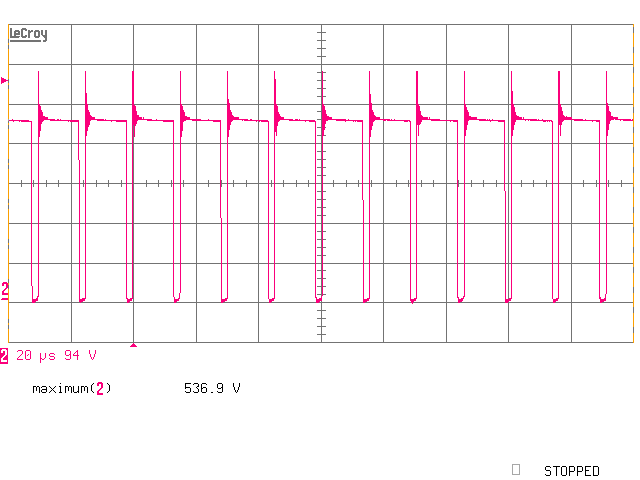 LeCroy
2
2 20 µs 94 V
maximum(2) 536.9 V
STOPPED